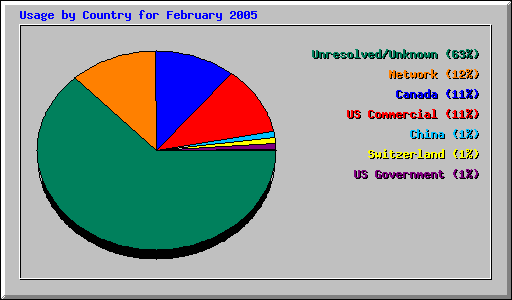 Usage by Country for February 2005
Unresolved/Unknown (63%)
Network (12%)
Canada (11%)
US Commercial (11%)
China (1%)
Switzerland (1%)
US Government (1%)